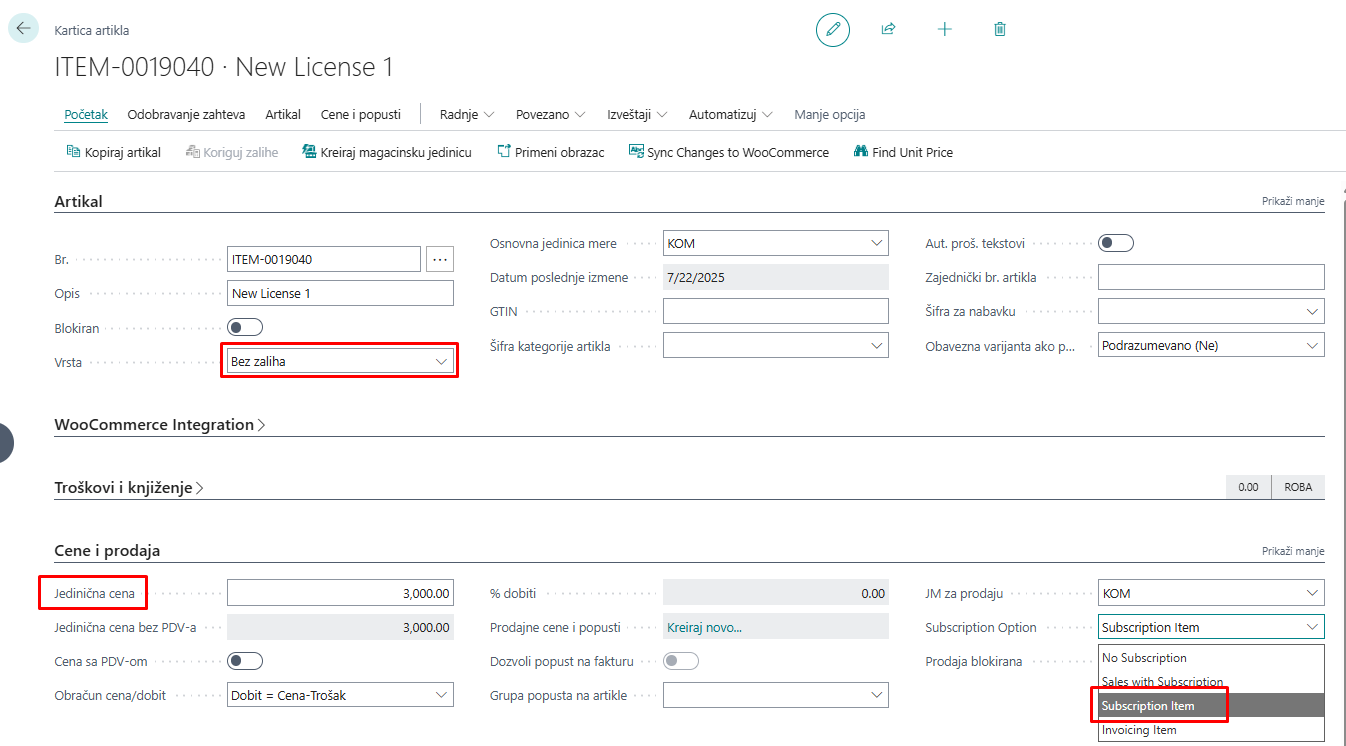 Kartica artikla
ITEM-0019040 · New License 1
Početak Odobravanje zahteva Artikal Cene i popusti Radnje Povezano Izveštaji Automatizuj Manje opcija
Kopiraj artikal Koriguj zalihe Kreiraj magacinsku jedinicu Primeni obrazac Sync Changes to WooCommerce Find Unit Price
Artikal Prikaži manje
Br. ITEM-0019040 ...
Opis New License 1
Blokiran
Vrsta Bez zaliha
Osnovna jedinica mere KOM
Datum poslednje izmene 7/22/2025
GTIN
Šifra kategorije artikla
Aut. proš. tekstovi
Zajednički br. artikla
Šifra za nabavku
Obavezna varijanta ako p... Podrazumevano (Ne)
WooCommerce Integration
Troškovi i knjiženje 0.00 ROBA
Cene i prodaja Prikaži manje
Jedinična cena 3,000.00
Jedinična cena bez PDV-a 3,000.00
Cena sa PDV-om
Obračun cena/dobit Dobit = Cena-Trošak
% dobiti 0.00
Prodajne cene i popusti Kreiraj novo...
Dozvoli popust na fakturu
Grupa popusta na artikle
JM za prodaju KOM
Subscription Option Subscription Item
Prodaja blokirana
No Subscription
Sales with Subscription
Subscription Item
Invoicing Item